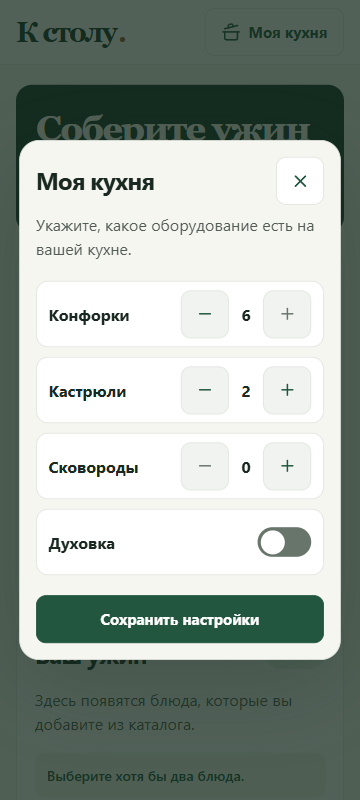 К столу.
Моя кухня
Соберите ужин
Моя кухня
Укажите, какое оборудование есть на
вашей кухне.
Конфорки − 6 +
Кастрюли − 2 +
Сковороды − 0 +
Духовка
Сохранить настройки
Ваш ужин
Здесь появятся блюда, которые вы
добавите из каталога.
Выберите хотя бы два блюда.